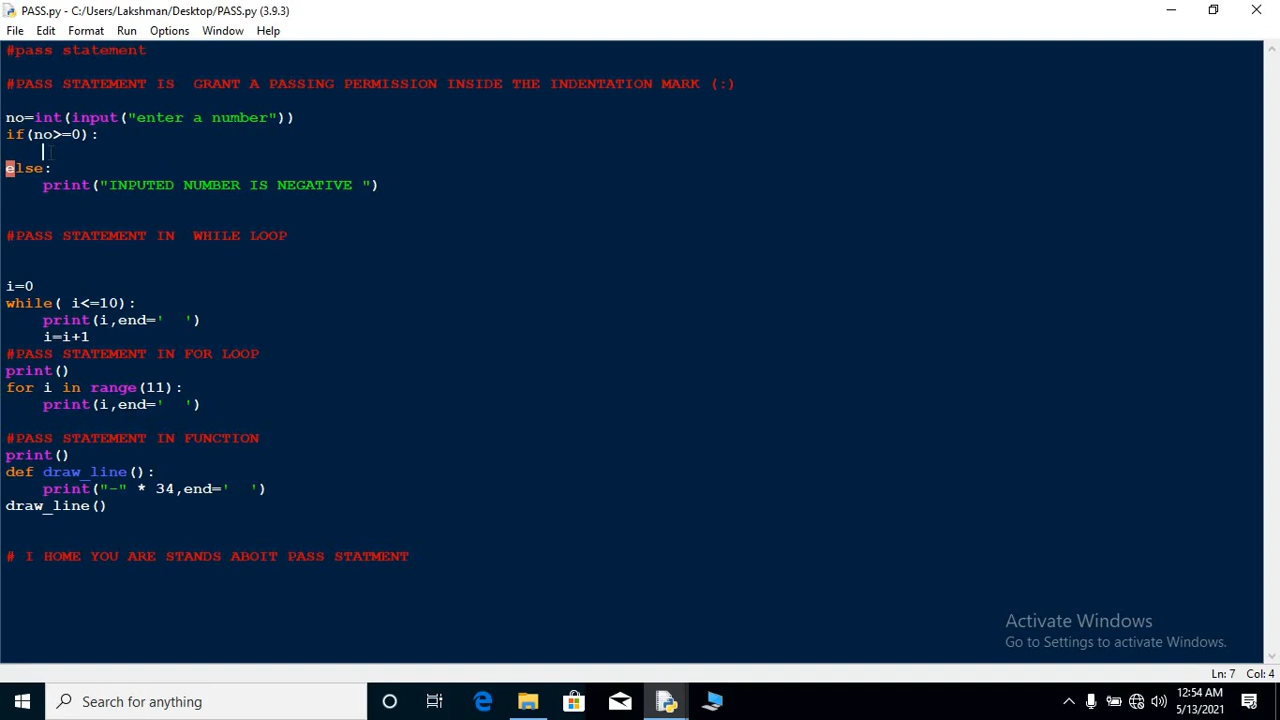 PASS.py - C:/Users/Lakshman/Desktop/PASS.py (3.9.3)
File Edit Format Run Options Window Help
#pass statement
#PASS STATEMENT IS  GRANT A PASSING PERMISSION INSIDE THE INDENTATION MARK (:)
no=int(input("enter a number"))
if(no>=0):
else:
    print("INPUTED NUMBER IS NEGATIVE ")
#PASS STATEMENT IN  WHILE LOOP
i=0
while( i<=10):
    print(i,end='  ')
    i=i+1
#PASS STATEMENT IN FOR LOOP
print()
for i in range(11):
    print(i,end='  ')
#PASS STATEMENT IN FUNCTION
print()
def draw_line():
    print("-" * 34,end='  ')
draw_line()
# I HOME YOU ARE STANDS ABOIT PASS STATMENT
Activate Windows
Go to Settings to activate Windows.
Ln: 7 Col: 4
Search for anything
12:54 AM
5/13/2021